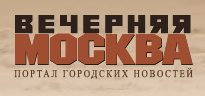 ВЕЧЕРНЯЯ
МОСКВА
ПОРТАЛ ГОРОДСКИХ НОВОСТЕЙ